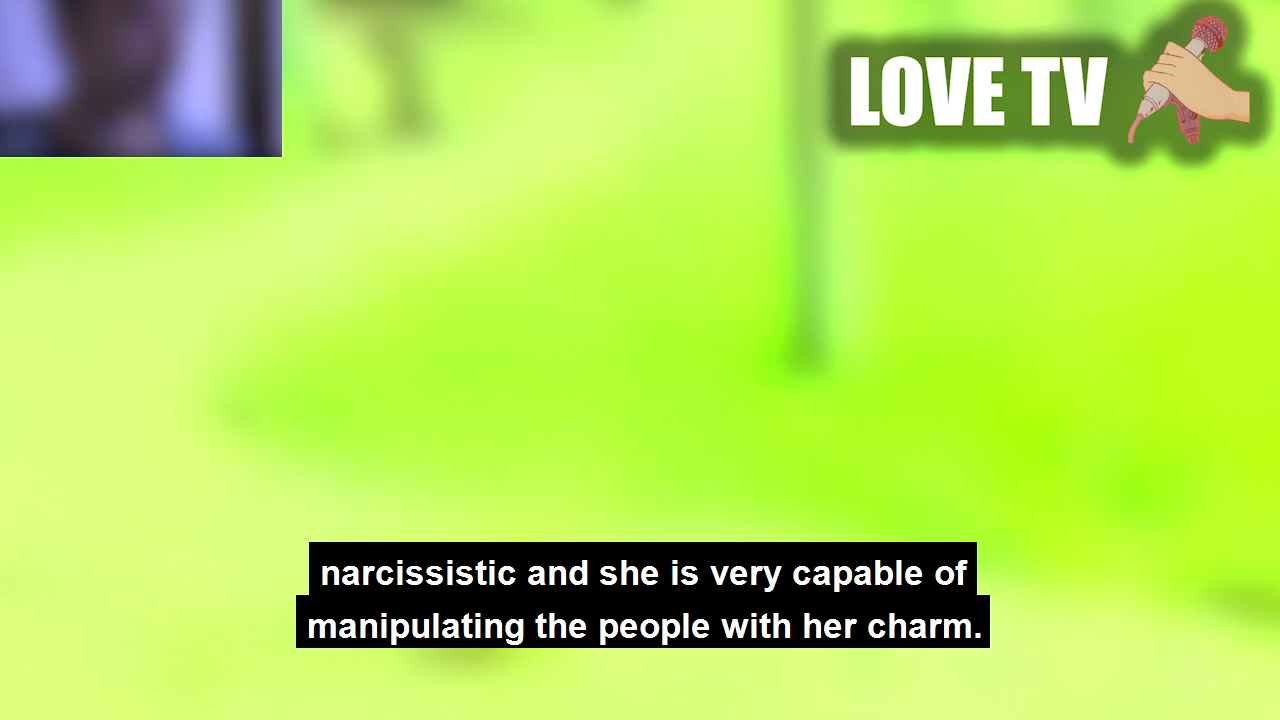 LOVE TV
narcissistic and she is very capable of
manipulating the people with her charm.